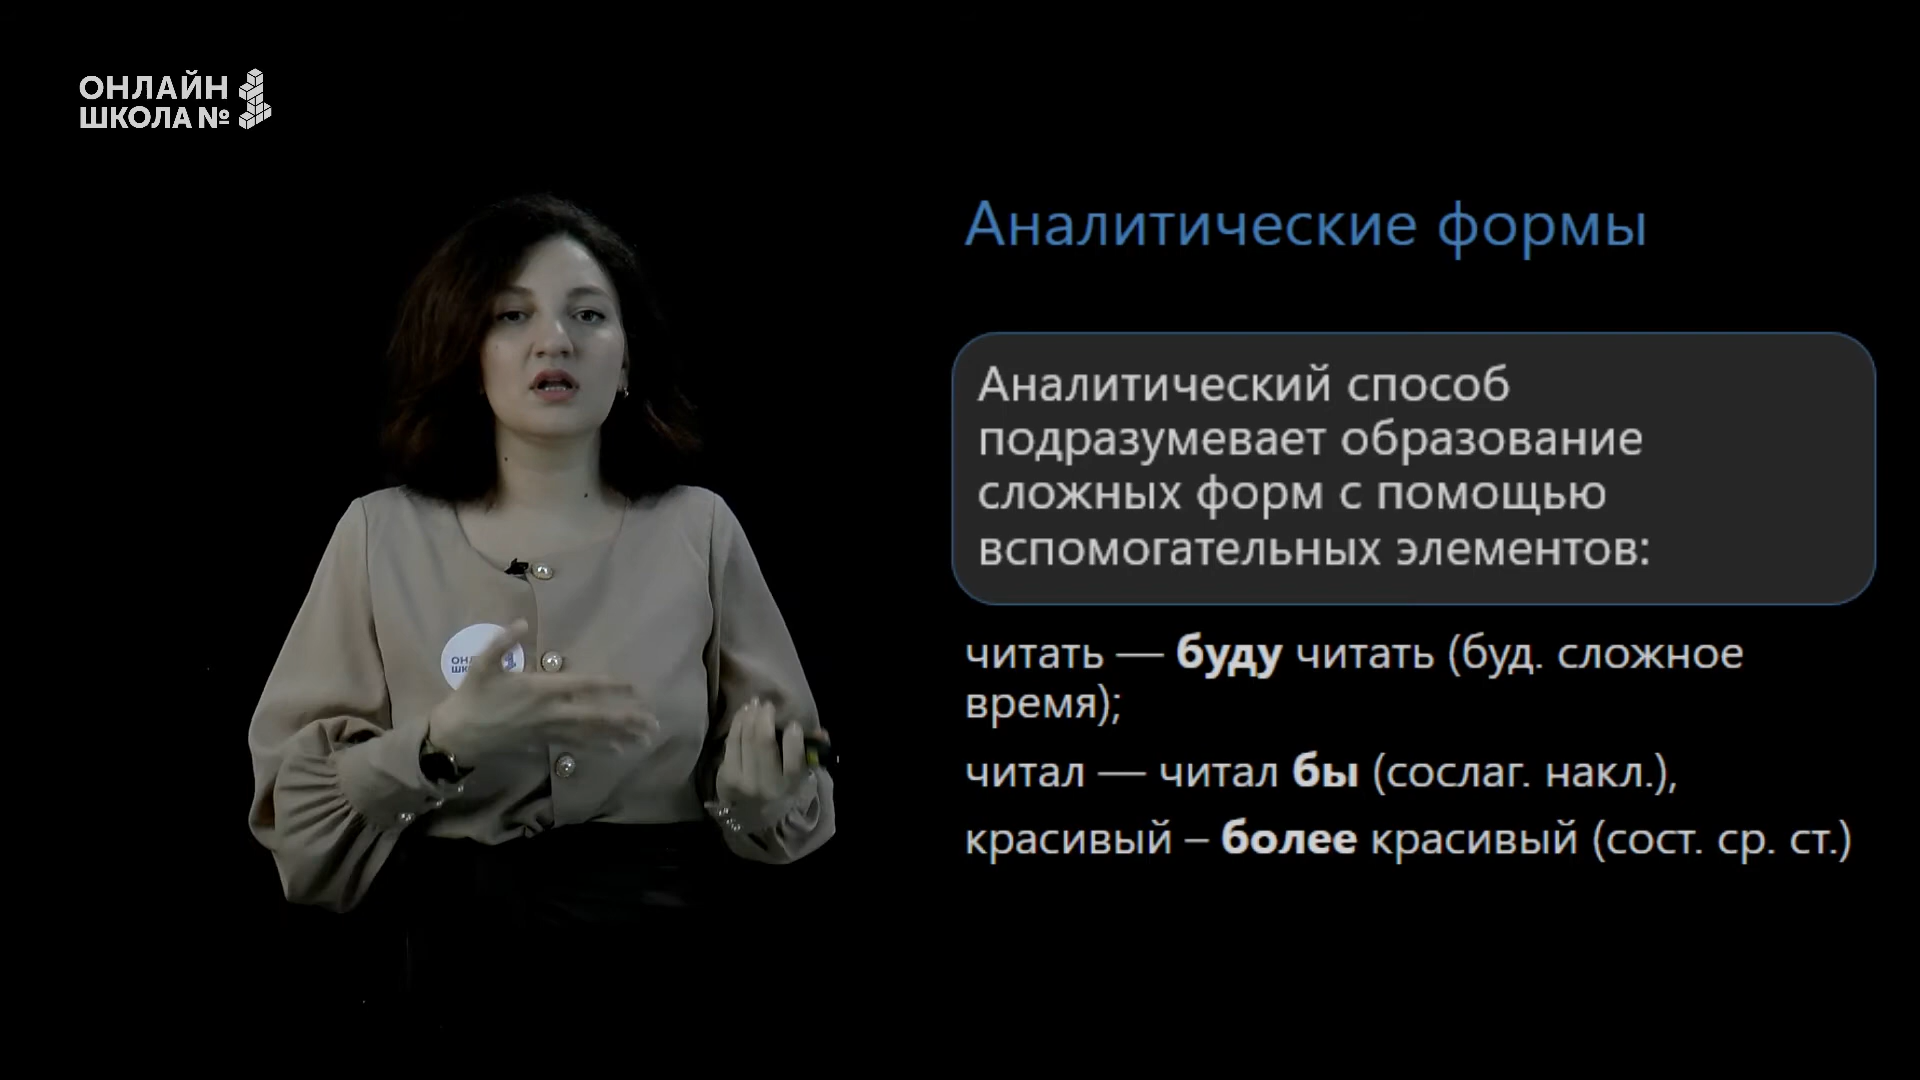 ОНЛАЙН
ШКОЛА №1
Аналитические формы
Аналитический способ
подразумевает образование
сложных форм с помощью
вспомогательных элементов:
читать — буду читать (буд. сложное
время);
читал — читал бы (сослаг. накл.),
красивый – более красивый (сост. ср. ст.)